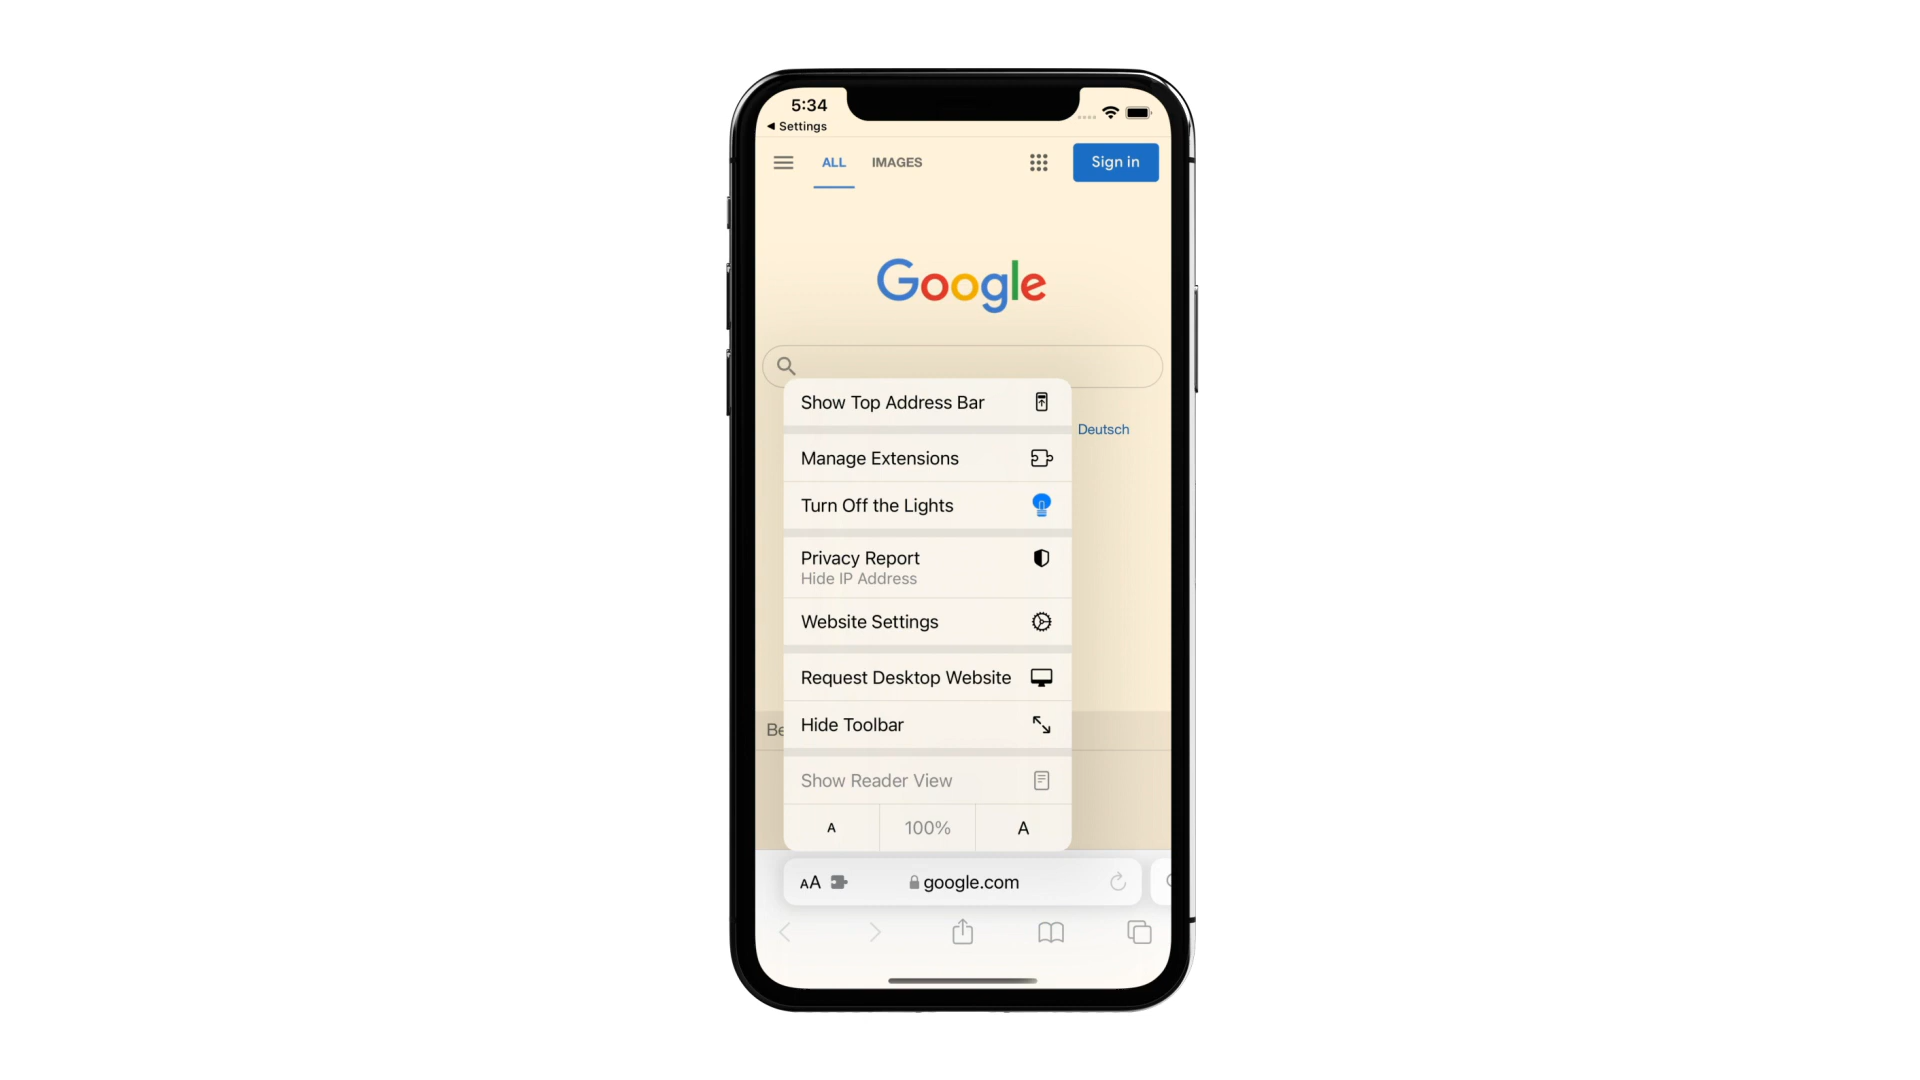 5:34
◀ Settings
ALL IMAGES Sign in
Google
Show Top Address Bar
Deutsch
Manage Extensions
Turn Off the Lights
Privacy Report
Hide IP Address
Website Settings
Request Desktop Website
Hide Toolbar
Show Reader View
A 100% A
AA google.com